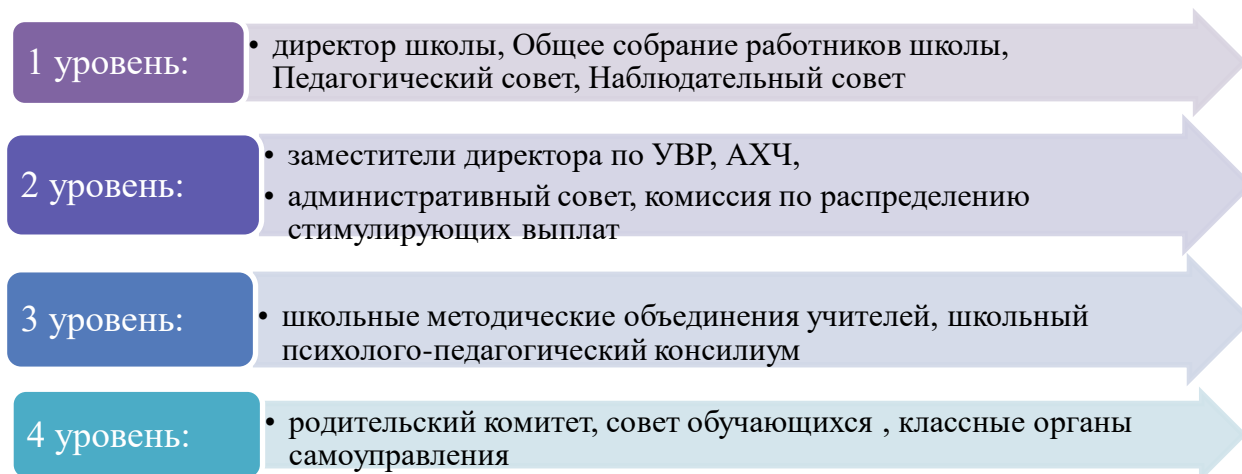 1 уровень:
• директор школы, Общее собрание работников школы,
Педагогический совет, Наблюдательный совет
2 уровень:
• заместители директора по УВР, АХЧ,
• административный совет, комиссия по распределению
стимулирующих выплат
3 уровень:
• школьные методические объединения учителей, школьный
психолого-педагогический консилиум
4 уровень:
• родительский комитет, совет обучающихся , классные органы
самоуправления